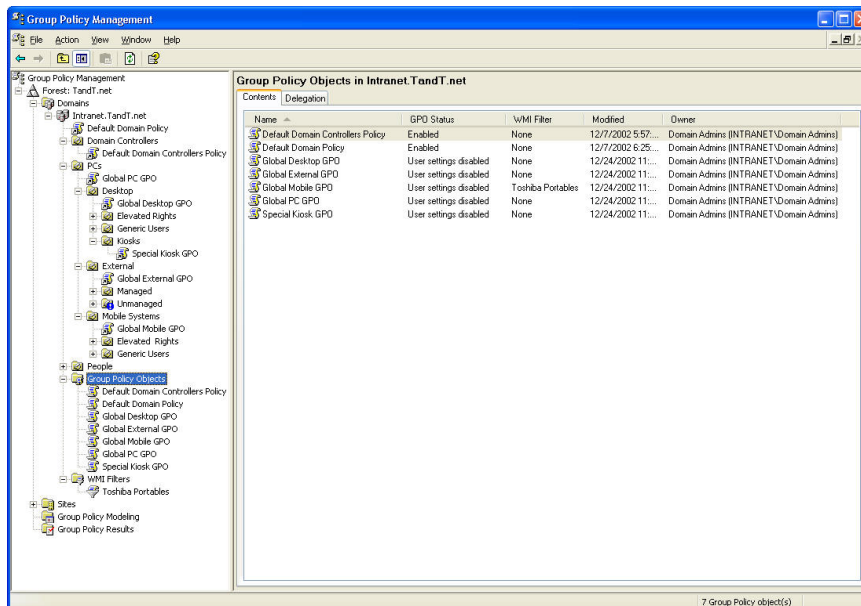 Group Policy Management
File Action View Window Help
Group Policy Management
Forest: TandT.net
Domains
Intranet.TandT.net
Default Domain Policy
Domain Controllers
Default Domain Controllers Policy
PCs
Global PC GPO
Desktop
Global Desktop GPO
Elevated Rights
Generic Users
Kiosks
Special Kiosk GPO
External
Global External GPO
Managed
Unmanaged
Mobile Systems
Global Mobile GPO
Elevated Rights
Generic Users
People
Group Policy Objects
Default Domain Controllers Policy
Default Domain Policy
Global Desktop GPO
Global External GPO
Global Mobile GPO
Global PC GPO
Special Kiosk GPO
WMI Filters
Toshiba Portables
Sites
Group Policy Modeling
Group Policy Results
Group Policy Objects in Intranet.TandT.net
Contents Delegation
Name GPO Status WMI Filter Modified Owner
Default Domain Controllers Policy Enabled None 12/7/2002 5:57:... Domain Admins (INTRANET\Domain Admins)
Default Domain Policy Enabled None 12/7/2002 6:25:... Domain Admins (INTRANET\Domain Admins)
Global Desktop GPO User settings disabled None 12/24/2002 11:... Domain Admins (INTRANET\Domain Admins)
Global External GPO User settings disabled None 12/24/2002 11:... Domain Admins (INTRANET\Domain Admins)
Global Mobile GPO User settings disabled Toshiba Portables 12/24/2002 11:... Domain Admins (INTRANET\Domain Admins)
Global PC GPO User settings disabled None 12/24/2002 11:... Domain Admins (INTRANET\Domain Admins)
Special Kiosk GPO User settings disabled None 12/24/2002 11:... Domain Admins (INTRANET\Domain Admins)
7 Group Policy object(s)